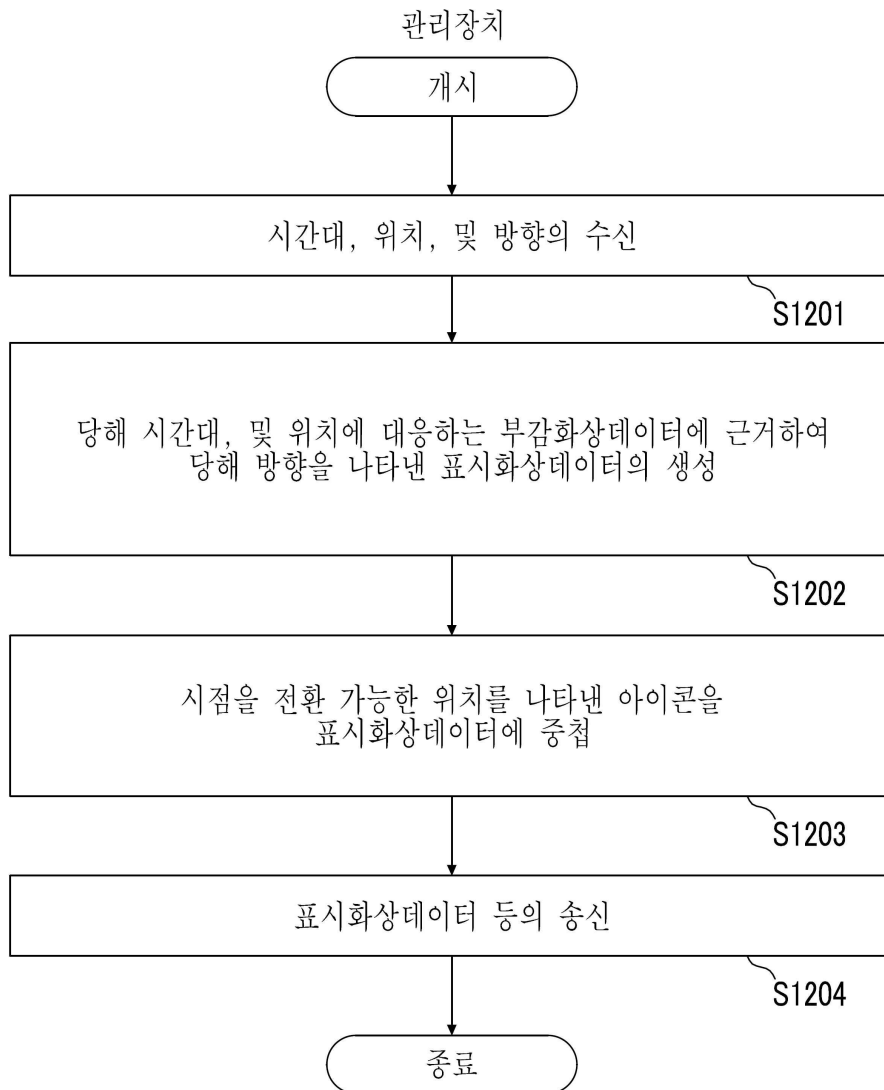 관리장치
개시
시간대, 위치, 및 방향의 수신
S1201
당해 시간대, 및 위치에 대응하는 부감화상데이터에 근거하여
당해 방향을 나타낸 표시화상데이터의 생성
S1202
시점을 전환 가능한 위치를 나타낸 아이콘을
표시화상데이터에 중첩
S1203
표시화상데이터 등의 송신
S1204
종료